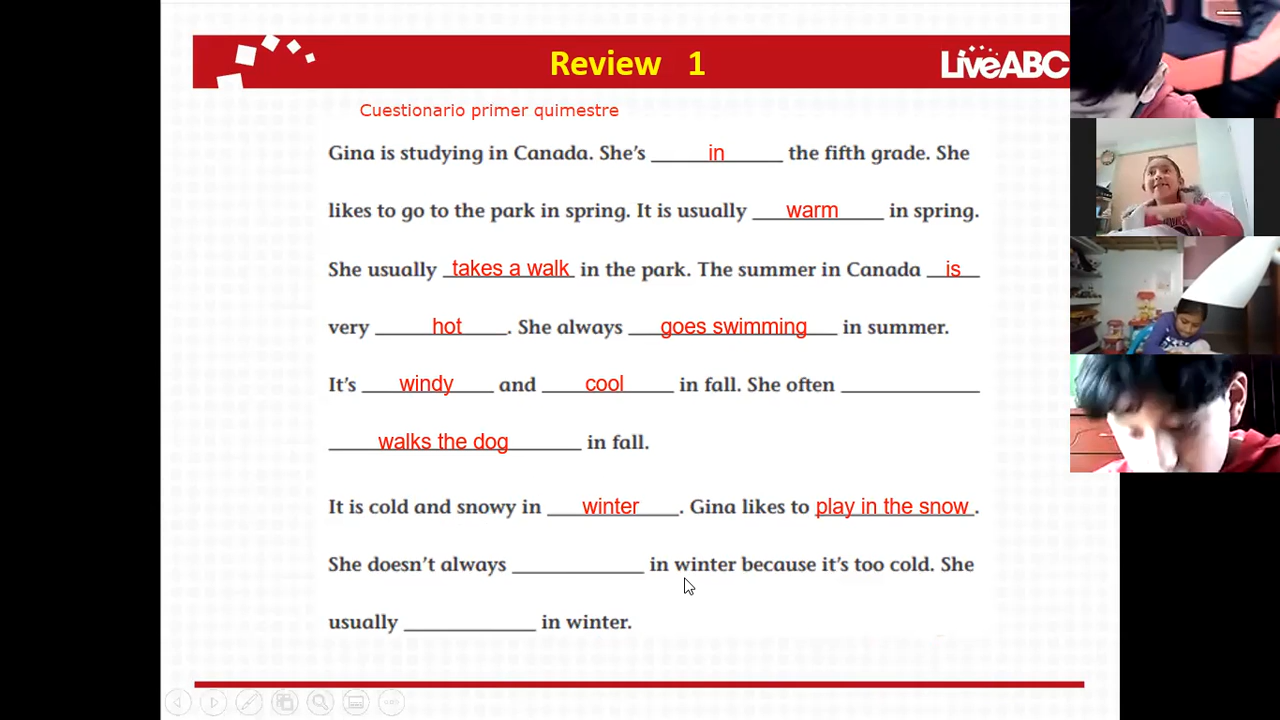 Review 1
LiveABC
Cuestionario primer quimestre
Gina is studying in Canada. She's in the fifth grade. She
likes to go to the park in spring. It is usually warm in spring.
She usually takes a walk in the park. The summer in Canada is
very hot. She always goes swimming in summer.
It's windy and cool in fall. She often
walks the dog in fall.
It is cold and snowy in winter. Gina likes to play in the snow.
She doesn't always in winter because it's too cold. She
usually in winter.